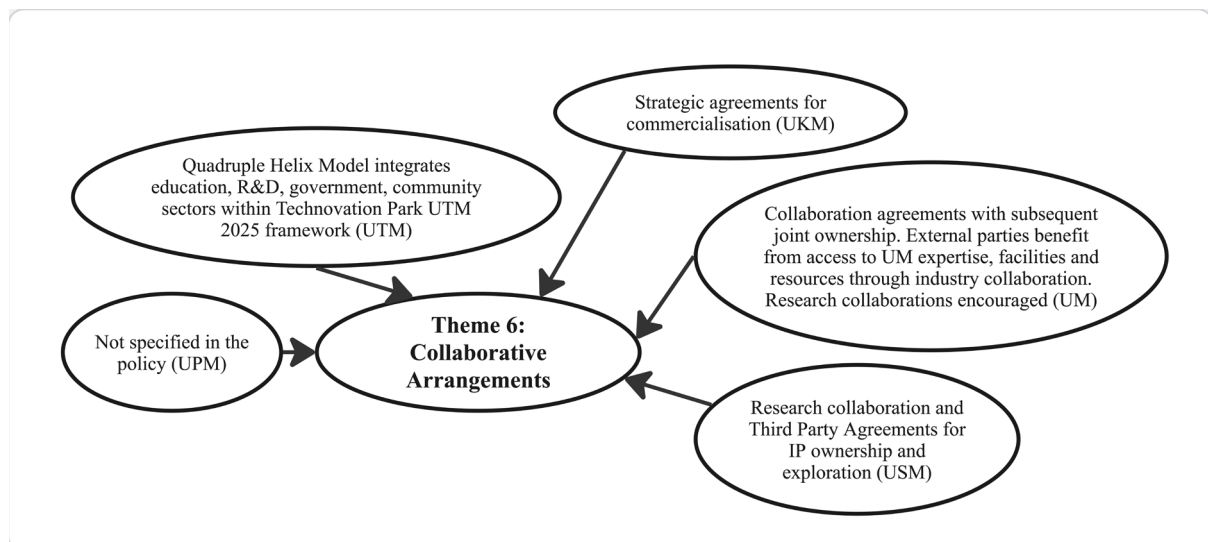 Strategic agreements for
commercialisation (UKM)
Quadruple Helix Model integrates
education, R&D, government, community
sectors within Technovation Park UTM
2025 framework (UTM)
Collaboration agreements with subsequent
joint ownership. External parties benefit
from access to UM expertise, facilities and
resources through industry collaboration.
Research collaborations encouraged (UM)
Not specified in the
policy (UPM)
Theme 6:
Collaborative
Arrangements
Research collaboration and
Third Party Agreements for
IP ownership and
exploration (USM)